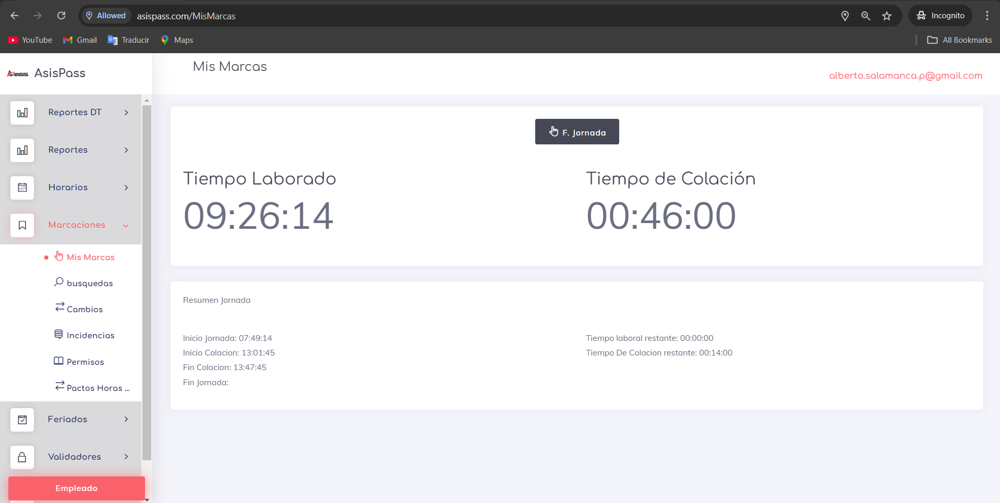 Allowed
asispass.com/MisMarcas
Incognito
YouTube
Gmail
Traducir
Maps
All Bookmarks
APASS
AsisPass
Mis Marcas
alberto.salamanca.p@gmail.com
Reportes DT
Reportes
Horarios
Marcaciones
Mis Marcas
busquedas
Cambios
Incidencias
Permisos
Pactos Horas ...
Feriados
Validadores
Empleado
F. Jornada
Tiempo Laborado
09:26:14
Tiempo de Colación
00:46:00
Resumen Jornada
Inicio Jornada: 07:49:14
Inicio Colacion: 13:01:45
Fin Colacion: 13:47:45
Fin Jornada:
Tiempo laboral restante: 00:00:00
Tiempo De Colacion restante: 00:14:00